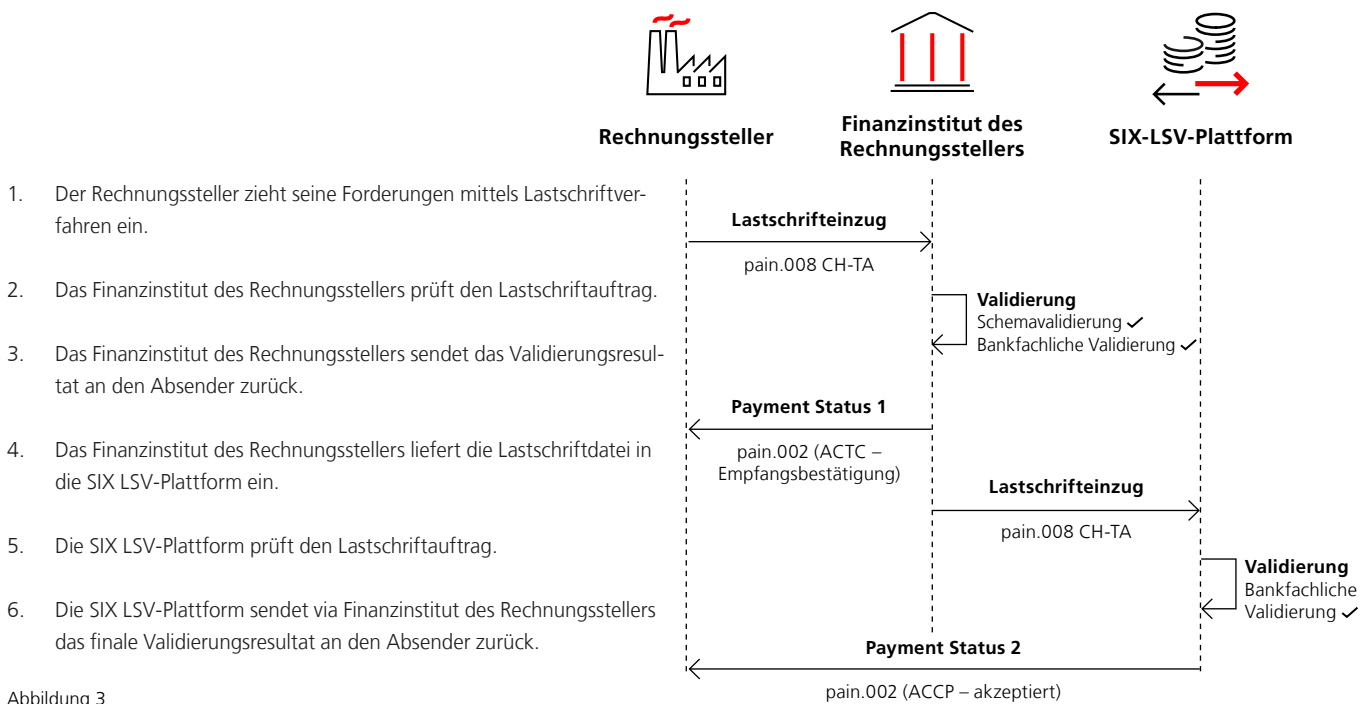 Rechnungssteller
Finanzinstitut des
Rechnungsstellers
SIX-LSV-Plattform
1. Der Rechnungssteller zieht seine Forderungen mittels Lastschriftver-
fahren ein.
2. Das Finanzinstitut des Rechnungsstellers prüft den Lastschriftauftrag.
3. Das Finanzinstitut des Rechnungsstellers sendet das Validierungsresul-
tat an den Absender zurück.
4. Das Finanzinstitut des Rechnungsstellers liefert die Lastschriftdatei in
die SIX LSV-Plattform ein.
5. Die SIX LSV-Plattform prüft den Lastschriftauftrag.
6. Die SIX LSV-Plattform sendet via Finanzinstitut des Rechnungsstellers
das finale Validierungsresultat an den Absender zurück.
Abbildung 3
Lastschrifteinzug
pain.008 CH-TA
Validierung
Schemavalidierung ✓
Bankfachliche Validierung ✓
Payment Status 1
pain.002 (ACTC –
Empfangsbestätigung)
Lastschrifteinzug
pain.008 CH-TA
Validierung
Bankfachliche
Validierung ✓
Payment Status 2
pain.002 (ACCP – akzeptiert)